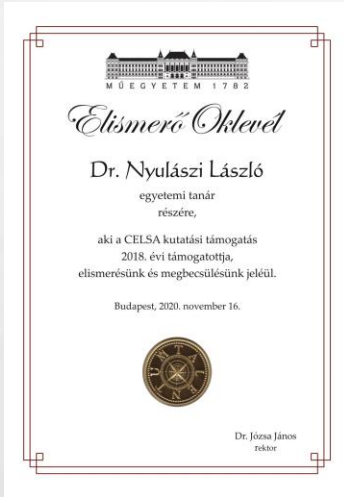 MŰEGYETEM 1782
Elismerő Oklevél
Dr. Nyulászi László
egyetemi tanár
részére,
aki a CELSA kutatási támogatás
2018. évi támogatottja,
elismerésünk és megbecsülésünk jeléül.
Budapest, 2020. november 16.
Dr. Józsa János
rektor